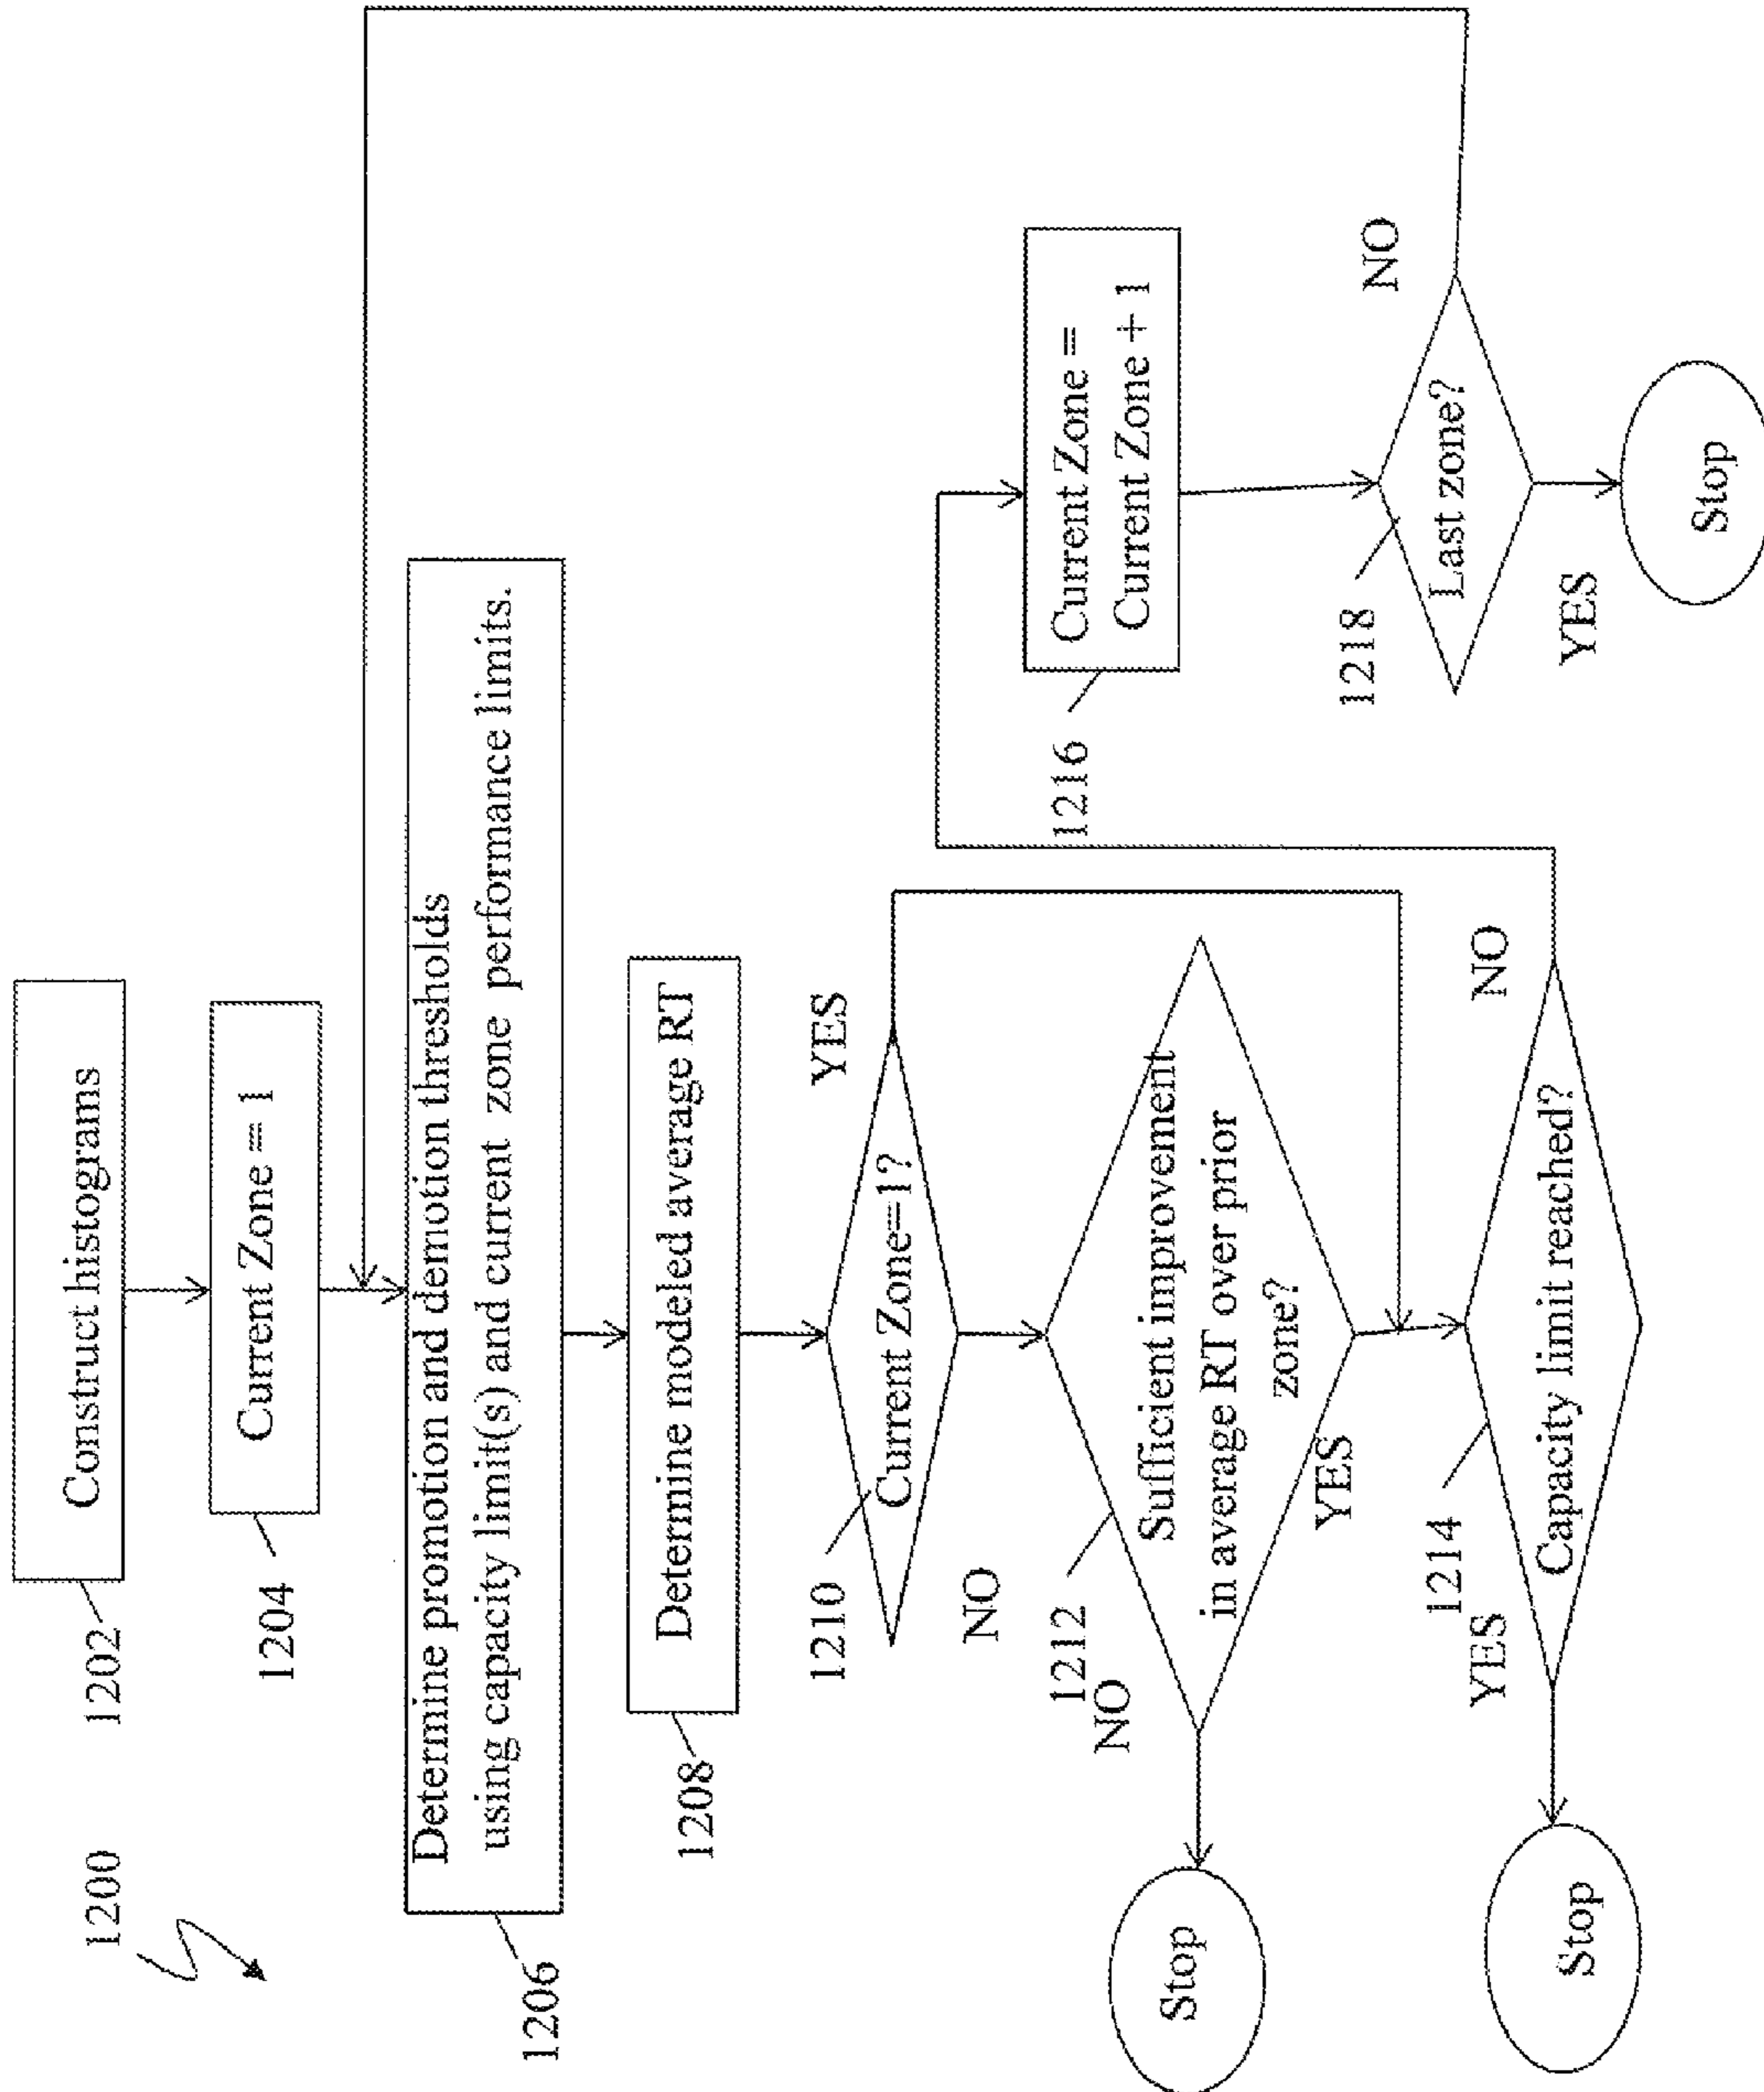 1200
Construct histograms
1202
Current Zone = 1
1204
Determine promotion and demotion thresholds
using capacity limit(s) and current zone performance limits.
1206
Determine modeled average RT
1208
Current Zone=1?
1210
YES
NO
Sufficient improvement
in average RT over prior
zone?
1212
NO
YES
Stop
Capacity limit reached?
1214
YES
NO
Stop
Current Zone =
Current Zone + 1
1216
Last zone?
1218
NO
YES
Stop